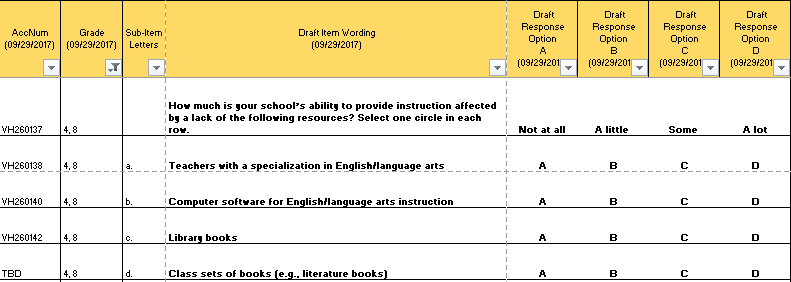 AccNum (09/29/2017) Grade (09/29/2017) Sub-Item Letters Draft Item Wording (09/29/2017) Draft Response Option A (09/29/201 Draft Response Option B (09/29/201 Draft Response Option C (09/29/201 Draft Response Option D (09/29/201
VH260137 4, 8 How much is your school's ability to provide instruction affected
by a lack of the following resources? Select one circle in each
row. Not at all A little Some A lot
VH260138 4, 8 a. Teachers with a specialization in English/language arts A B C D
VH260140 4, 8 b. Computer software for English/language arts instruction A B C D
VH260142 4, 8 c. Library books A B C D
TBD 4, 8 d. Class sets of books (e.g., literature books) A B C D